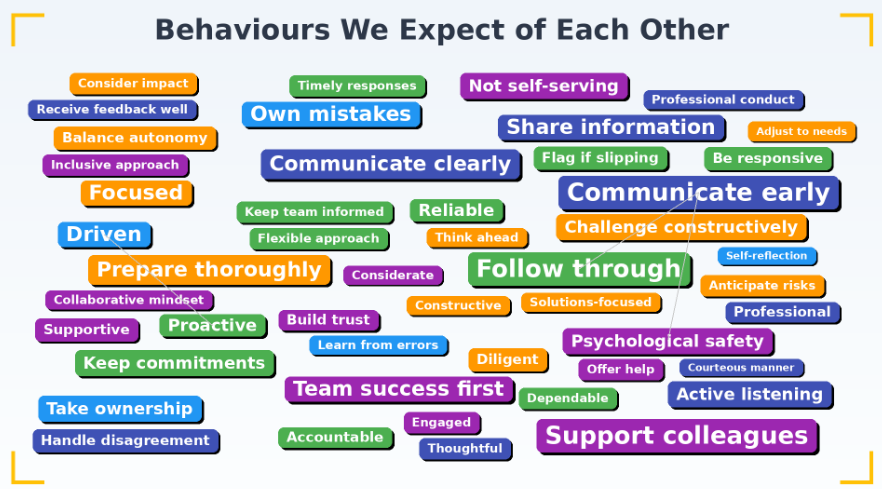 Behaviours We Expect of Each Other
Consider impact
Timely responses
Not self-serving
Professional conduct
Receive feedback well
Own mistakes
Share information
Adjust to needs
Balance autonomy
Communicate clearly
Flag if slipping
Be responsive
Inclusive approach
Focused
Communicate early
Keep team informed
Reliable
Challenge constructively
Driven
Flexible approach
Think ahead
Self-reflection
Prepare thoroughly
Considerate
Follow through
Anticipate risks
Collaborative mindset
Constructive
Solutions-focused
Professional
Supportive
Proactive
Build trust
Learn from errors
Psychological safety
Keep commitments
Diligent
Offer help
Courteous manner
Team success first
Dependable
Active listening
Take ownership
Engaged
Handle disagreement
Accountable
Thoughtful
Support colleagues